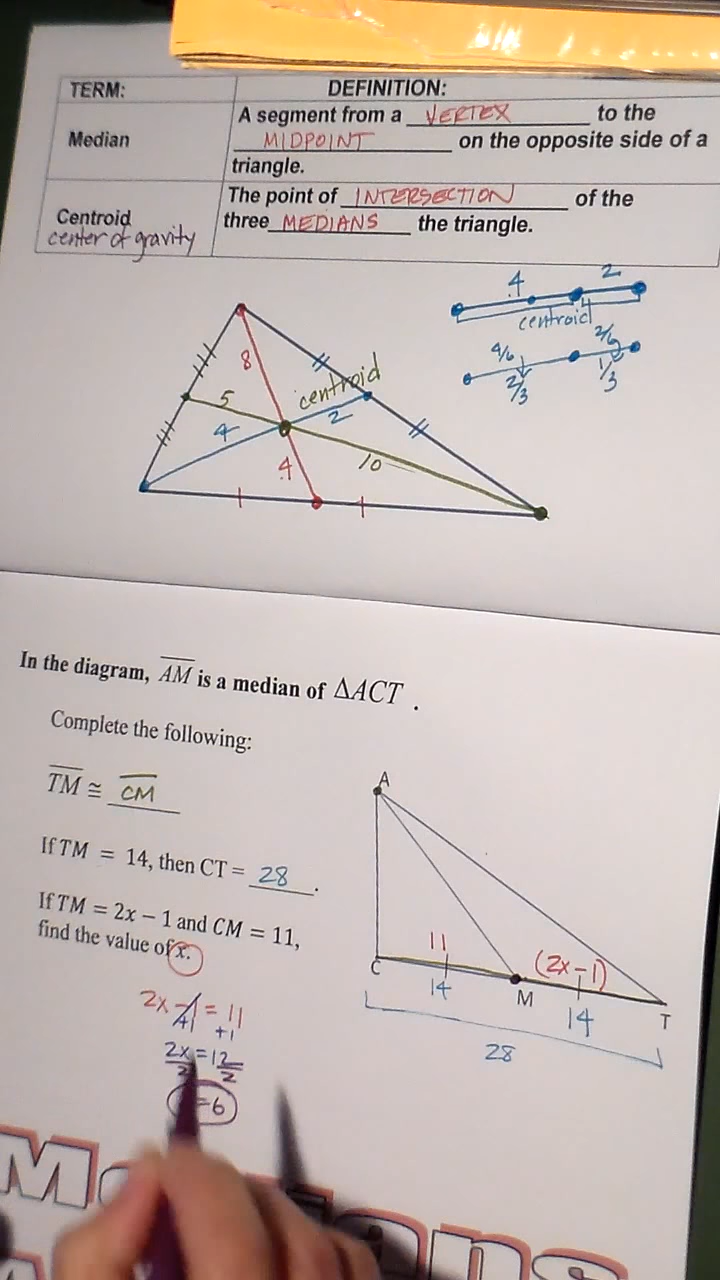 TERM: DEFINITION:
Median
A segment from a VERTEX to the
MIDPOINT on the opposite side of a
triangle.
Centroid
center of gravity
The point of INTERSECTION of the
three MEDIANS the triangle.
4 2
4
centroid
4/6 2/6
2/3 1/3
8
centroid
5
4 2
4 10
In the diagram, AM is a median of ΔACT .
Complete the following:
TM ≅ CM
If TM = 14, then CT = 28 .
If TM = 2x − 1 and CM = 11,
find the value of x.
2x -1 = 11
+1 +1
2x = 12
2 2
=6
A
11 (2x-1)
C M T
14 14
28